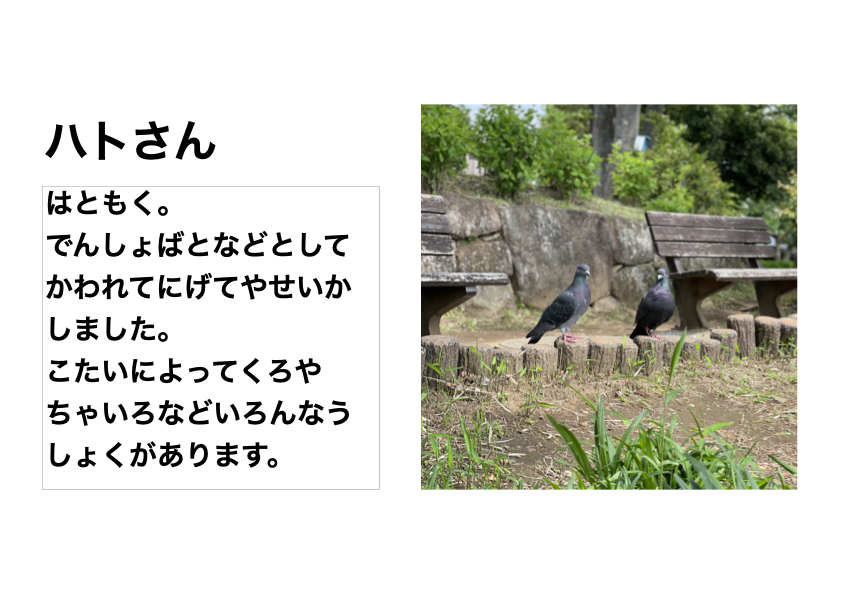 ハトさん
はともく。
でんしょばとなどとして
かわれてにげてやせいか
しました。
こたいによってくろや
ちゃいろなどいろんなう
しょくがあります。